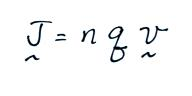 J = n q v